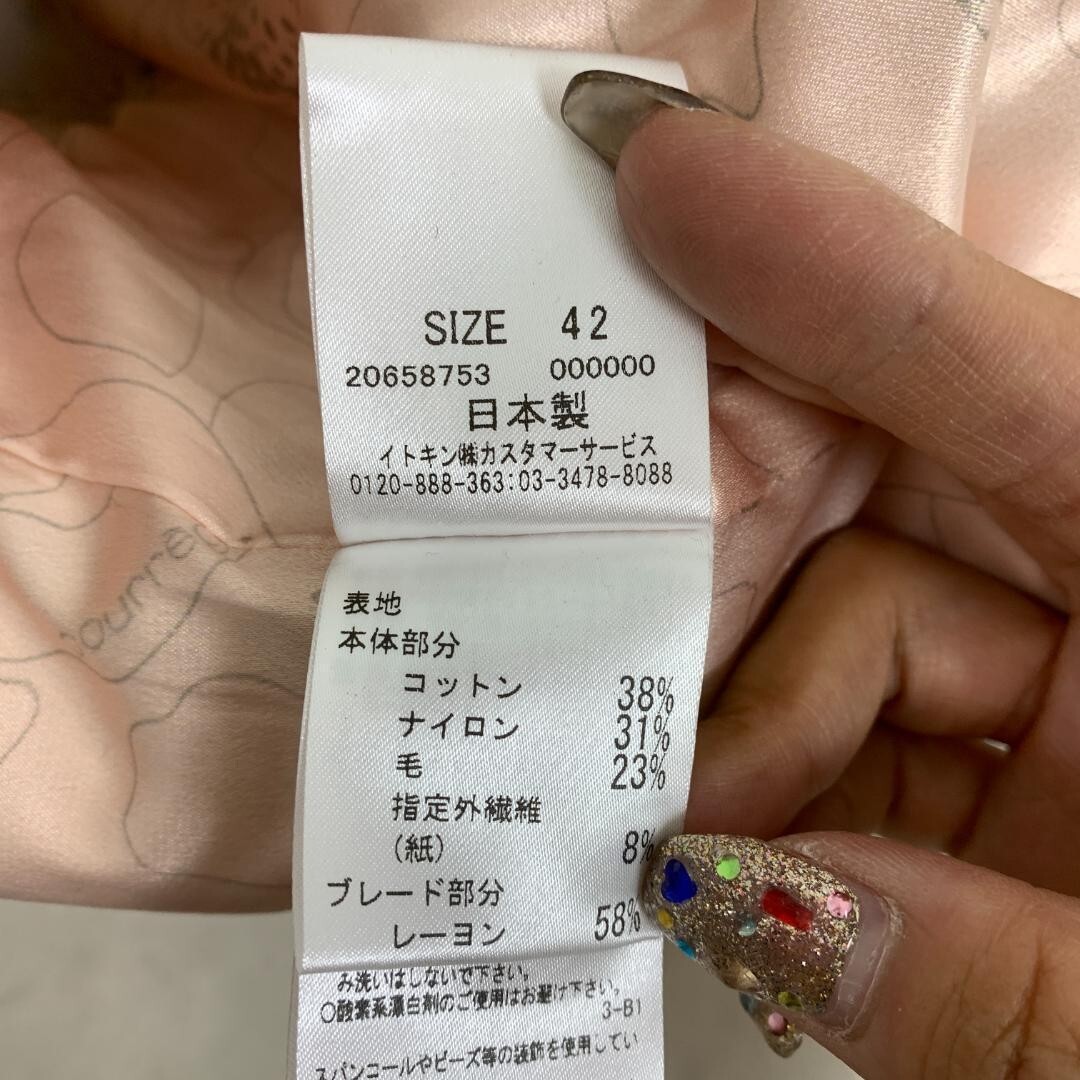 SIZE 42
20658753 000000
日本製
イトキン㈱カスタマーサービス
0120-888-363:03-3478-8088
表地
本体部分
コットン 38%
ナイロン 31%
毛 23%
指定外繊維
(紙) 8%
ブレード部分
レーヨン 58%
み洗いはしないで下さい。
○酸素系漂白剤のご使用はお避け下さい。
3-B1
スパンコールやビーズ等の装飾を使用してい
ourreau